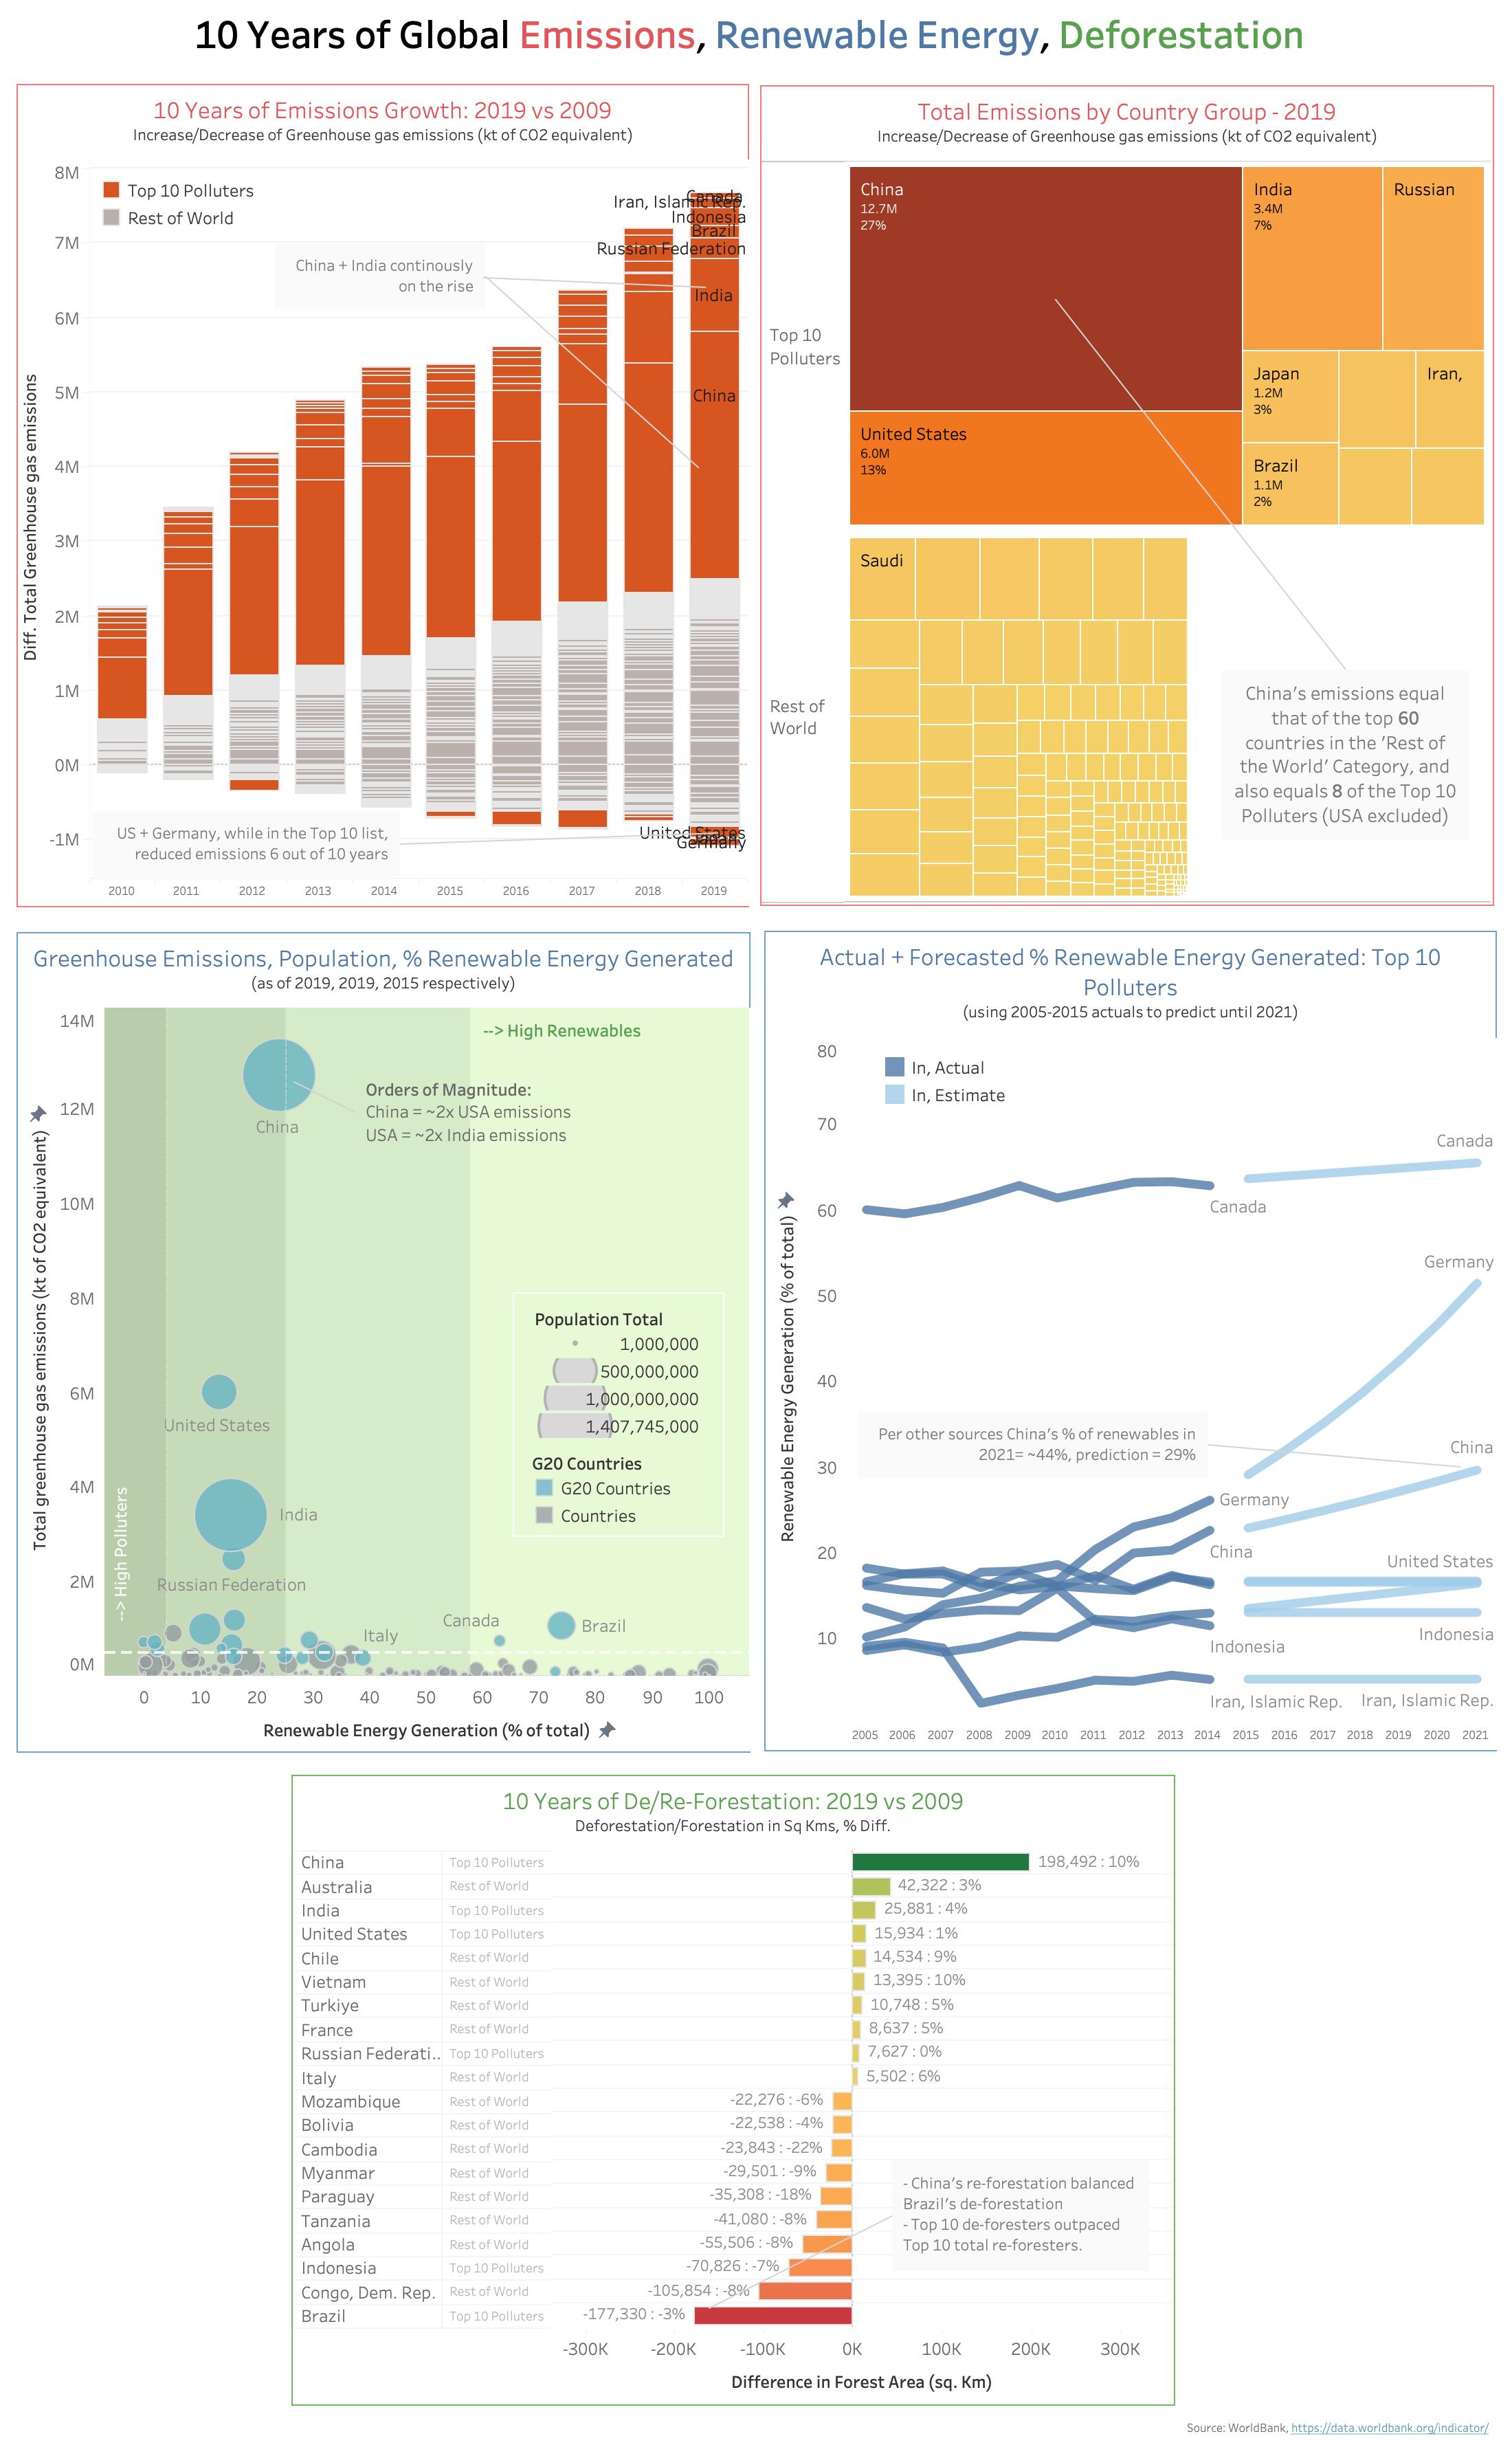 10 Years of Global Emissions, Renewable Energy, Deforestation
10 Years of Emissions Growth: 2019 vs 2009
Increase/Decrease of Greenhouse gas emissions (kt of CO2 equivalent)
Diff. Total Greenhouse gas emissions
8M
7M
6M
5M
4M
3M
2M
1M
0M
-1M
Top 10 Polluters
Rest of World
China + India continously
on the rise
Canada
Iran, Islamic Rep.
Indonesia
Brazil
Russian Federation
India
China
US + Germany, while in the Top 10 list,
reduced emissions 6 out of 10 years
United States
Germany
2010
2011
2012
2013
2014
2015
2016
2017
2018
2019
Total Emissions by Country Group - 2019
Increase/Decrease of Greenhouse gas emissions (kt of CO2 equivalent)
Top 10
Polluters
China
12.7M
27%
United States
6.0M
13%
India
3.4M
7%
Russian
Japan
1.2M
3%
Iran,
Brazil
1.1M
2%
Rest of
World
Saudi
China's emissions equal
that of the top 60
countries in the 'Rest of
the World' Category, and
also equals 8 of the Top 10
Polluters (USA excluded)
Greenhouse Emissions, Population, % Renewable Energy Generated
(as of 2019, 2019, 2015 respectively)
Total greenhouse gas emissions (kt of CO2 equivalent)
14M
12M
10M
8M
6M
4M
2M
0M
--> High Renewables
--> High Polluters
China
Orders of Magnitude:
China = ~2x USA emissions
USA = ~2x India emissions
United States
India
Russian Federation
Italy
Canada
Brazil
Population Total
1,000,000
500,000,000
1,000,000,000
1,407,745,000
G20 Countries
G20 Countries
Countries
0
10
20
30
40
50
60
70
80
90
100
Renewable Energy Generation (% of total)
Actual + Forecasted % Renewable Energy Generated: Top 10
Polluters
(using 2005-2015 actuals to predict until 2021)
Renewable Energy Generation (% of total)
80
70
60
50
40
30
20
10
In, Actual
In, Estimate
Canada
Canada
Germany
Per other sources China's % of renewables in
2021= ~44%, prediction = 29%
China
Germany
China
United States
Indonesia
Indonesia
Iran, Islamic Rep.
Iran, Islamic Rep.
2005
2006
2007
2008
2009
2010
2011
2012
2013
2014
2015
2016
2017
2018
2019
2020
2021
10 Years of De/Re-Forestation: 2019 vs 2009
Deforestation/Forestation in Sq Kms, % Diff.
China Top 10 Polluters 198,492 : 10%
Australia Rest of World 42,322 : 3%
India Top 10 Polluters 25,881 : 4%
United States Top 10 Polluters 15,934 : 1%
Chile Rest of World 14,534 : 9%
Vietnam Rest of World 13,395 : 10%
Turkiye Rest of World 10,748 : 5%
France Rest of World 8,637 : 5%
Russian Federati.. Top 10 Polluters 7,627 : 0%
Italy Rest of World 5,502 : 6%
Mozambique Rest of World -22,276 : -6%
Bolivia Rest of World -22,538 : -4%
Cambodia Rest of World -23,843 : -22%
Myanmar Rest of World -29,501 : -9%
Paraguay Rest of World -35,308 : -18%
Tanzania Rest of World -41,080 : -8%
Angola Rest of World -55,506 : -8%
Indonesia Top 10 Polluters -70,826 : -7%
Congo, Dem. Rep. Rest of World -105,854 : -8%
Brazil Top 10 Polluters -177,330 : -3%
- China's re-forestation balanced
Brazil's de-forestation
- Top 10 de-foresters outpaced
Top 10 total re-foresters.
-300K
-200K
-100K
0K
100K
200K
300K
Difference in Forest Area (sq. Km)
Source: WorldBank, https://data.worldbank.org/indicator/